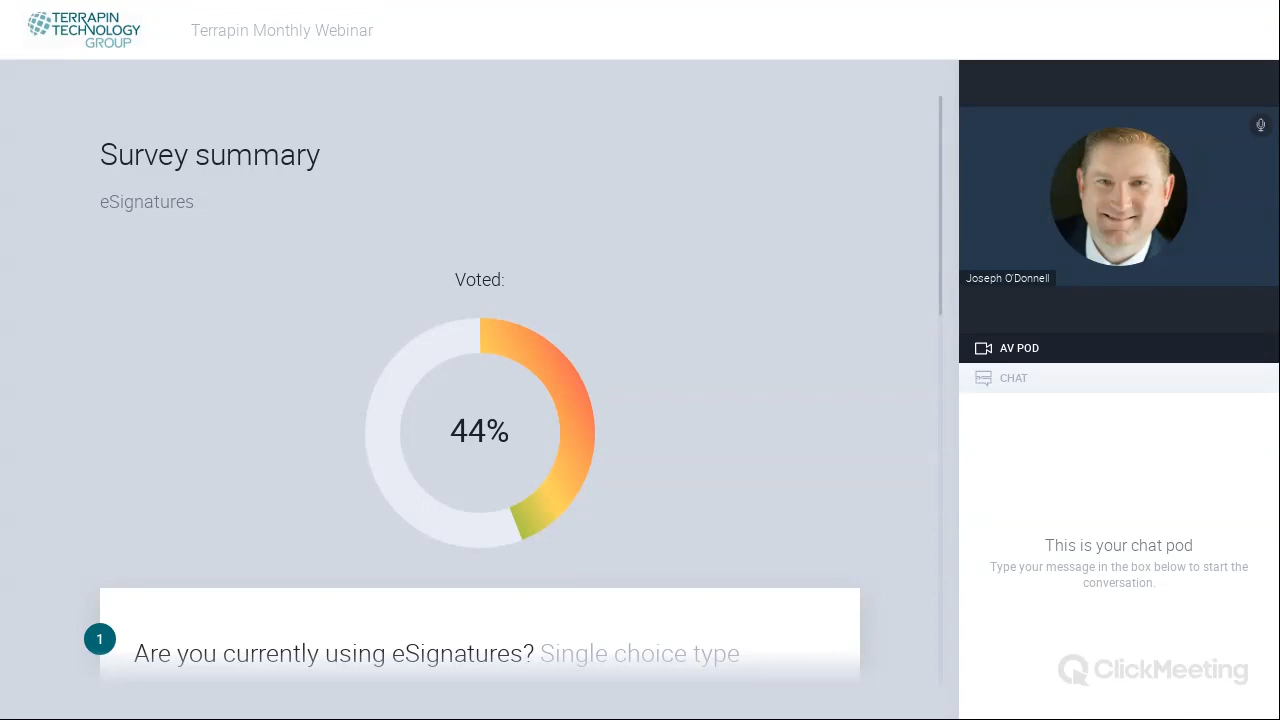 TERRAPIN
TECHNOLOGY
GROUP
Terrapin Monthly Webinar
Survey summary
eSignatures
Voted:
44%
1
Are you currently using eSignatures? Single choice type
Joseph O'Donnell
AV POD
CHAT
This is your chat pod
Type your message in the box below to start the
conversation.
ClickMeeting